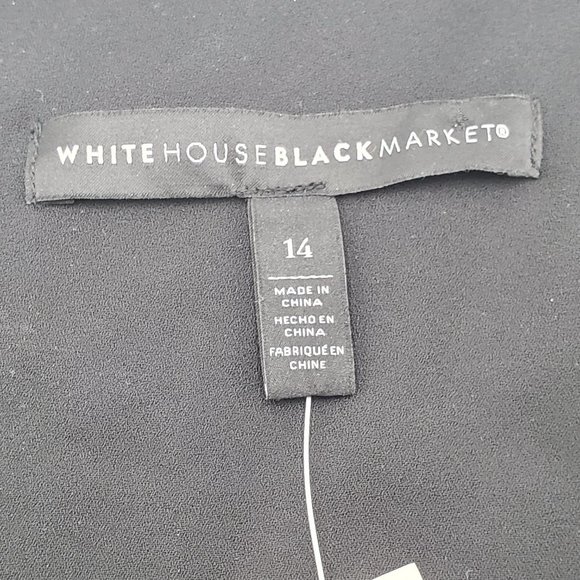 WHITEHOUSEBLACKMARKET®
14
MADE IN
CHINA
HECHO EN
CHINA
FABRIQUÉ EN
CHINE